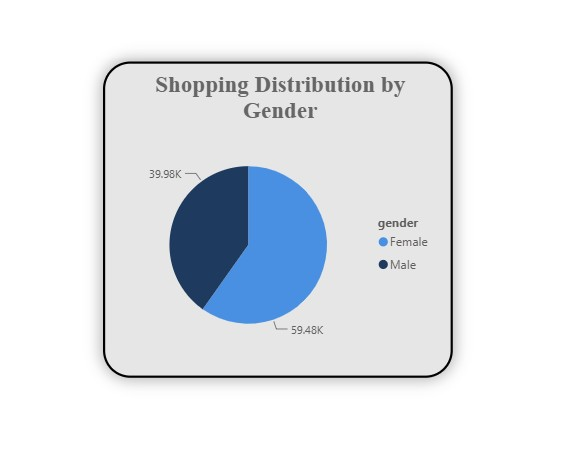 Shopping Distribution by
Gender
39.98K
gender
Female
Male
59.48K